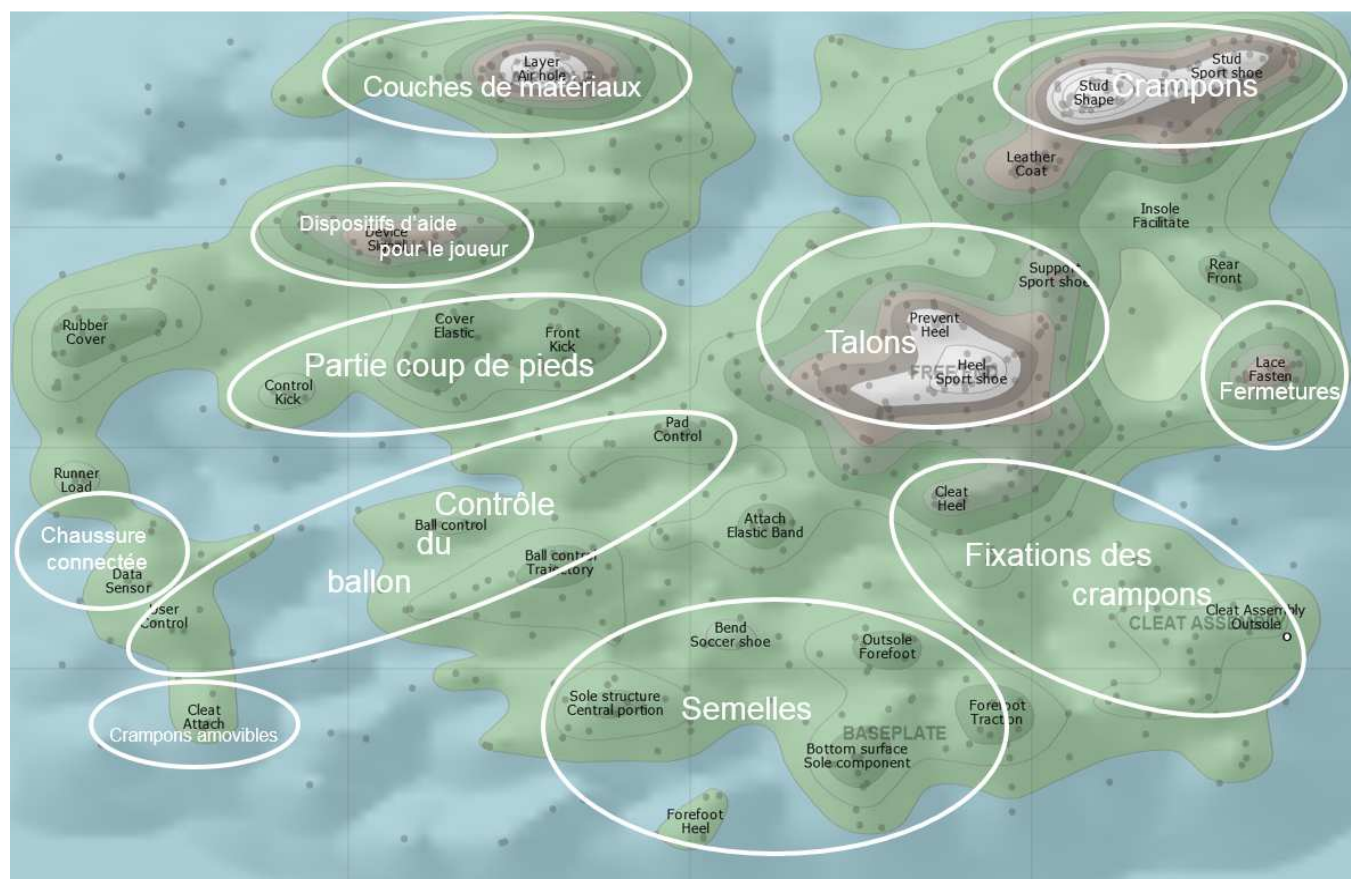 Layer
Air hole
Couches de matériaux
Stud
Sport shoe
Stud
Shape
Crampons
Leather
Coat
Insole
Facilitate
Dispositifs d'aide
pour le joueur
Device
Support
Sport shoe
Rear
Front
Rubber
Cover
Cover
Elastic
Front
Kick
Partie coup de pieds
Control
Kick
Prevent
Heel
Talons
Heel
Sport shoe
Lace
Fasten
Fermetures
Pad
Control
Runner
Load
Cleat
Heel
Contrôle
du
ballon
Ball control
Ball control
Trajectory
Attach
Elastic Band
Chaussure
connectée
Data
Sensor
User
Control
Fixations des
crampons
Cleat Assembly
Outsole
CLEAT ASSEMBLY
Bend
Soccer shoe
Outsole
Forefoot
Sole structure
Central portion
Semelles
Forefoot
Traction
BASEPLATE
Bottom surface
Sole component
Cleat
Attach
Crampons amovibles
Forefoot
Heel